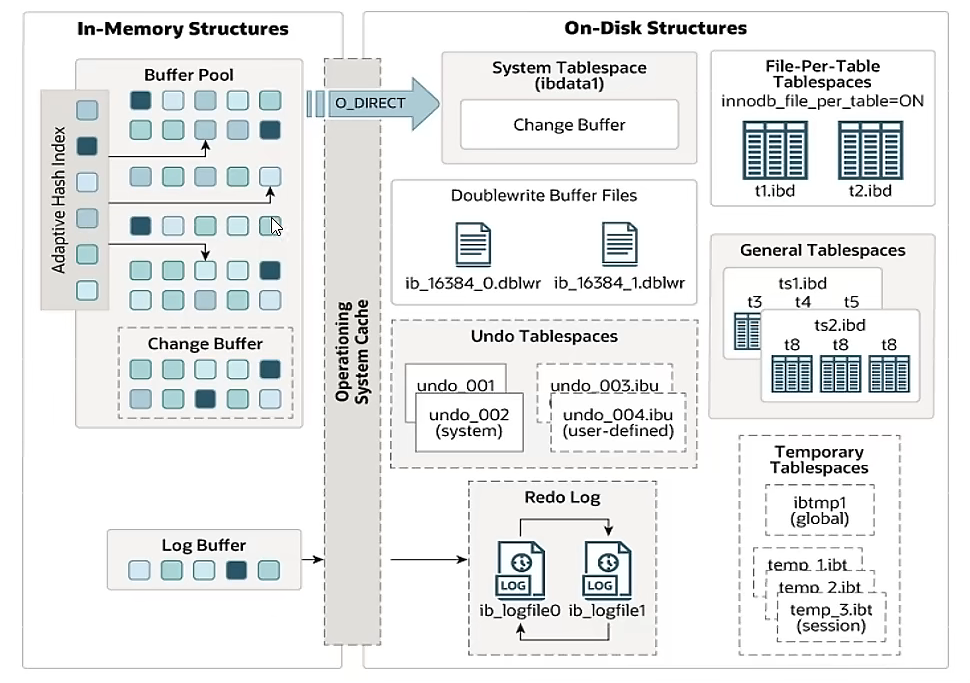 In-Memory Structures
Buffer Pool
Adaptive Hash Index
Change Buffer
Log Buffer
Operationing
System Cache
O_DIRECT
On-Disk Structures
System Tablespace
(ibdata1)
Change Buffer
Doublewrite Buffer Files
ib_16384_0.dblwr
ib_16384_1.dblwr
Undo Tablespaces
undo_001
undo_002
(system)
undo_003.ibu
undo_004.ibu
(user-defined)
Redo Log
LOG
LOG
ib_logfile0
ib_logfile1
File-Per-Table
Tablespaces
innodb_file_per_table=ON
t1.ibd
t2.ibd
General Tablespaces
ts1.ibd
t3 t4 t5
ts2.ibd
t8 t8 t8
Temporary
Tablespaces
ibtmp1
(global)
temp_1.ibt
temp_2.ibt
temp_3.ibt
(session)